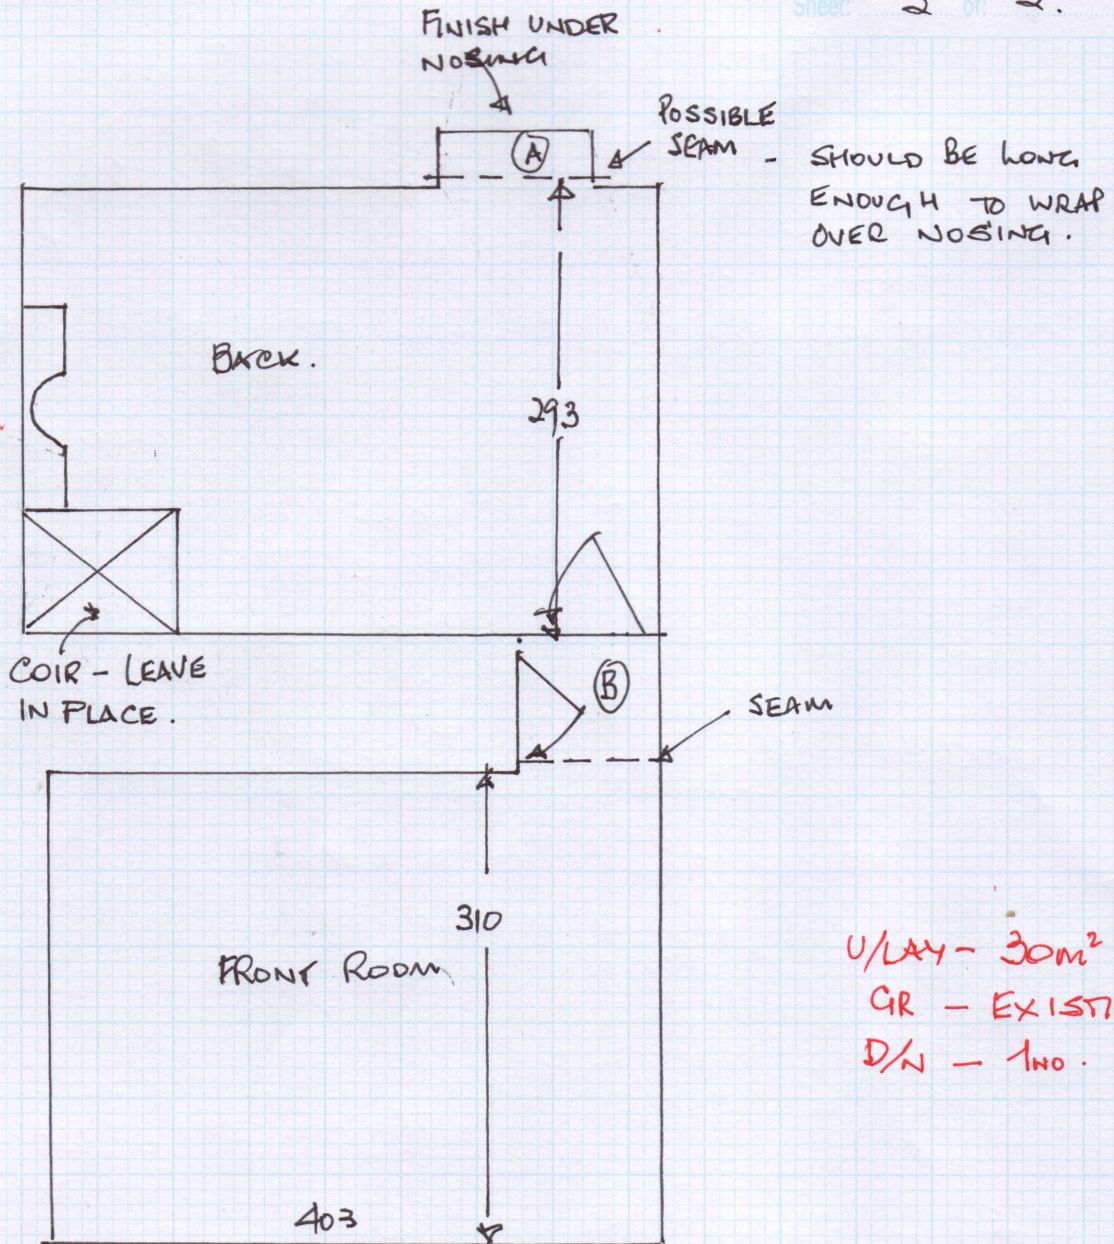 Sheet: 2 of: 2.
FINISH UNDER
NOSING
POSSIBLE
SEAM - SHOULD BE LONG
ENOUGH TO WRAP
OVER NOSING.
A
BACK.
293
COIR - LEAVE
IN PLACE.
B
SEAM
310
FRONT ROOM
U/LAY - 30m²
GR - EXIST
D/N - 1NO.
403